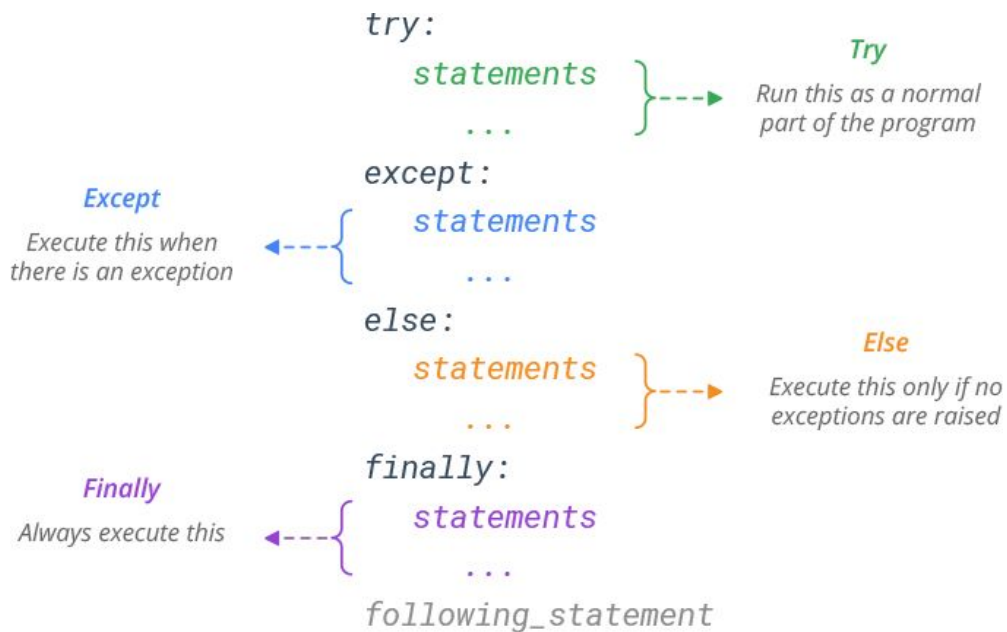 try:
statements
...
Try
Run this as a normal
part of the program
except:
Except
Execute this when
there is an exception
statements
...
else:
statements
...
Else
Execute this only if no
exceptions are raised
finally:
Finally
Always execute this
statements
...
following_statement